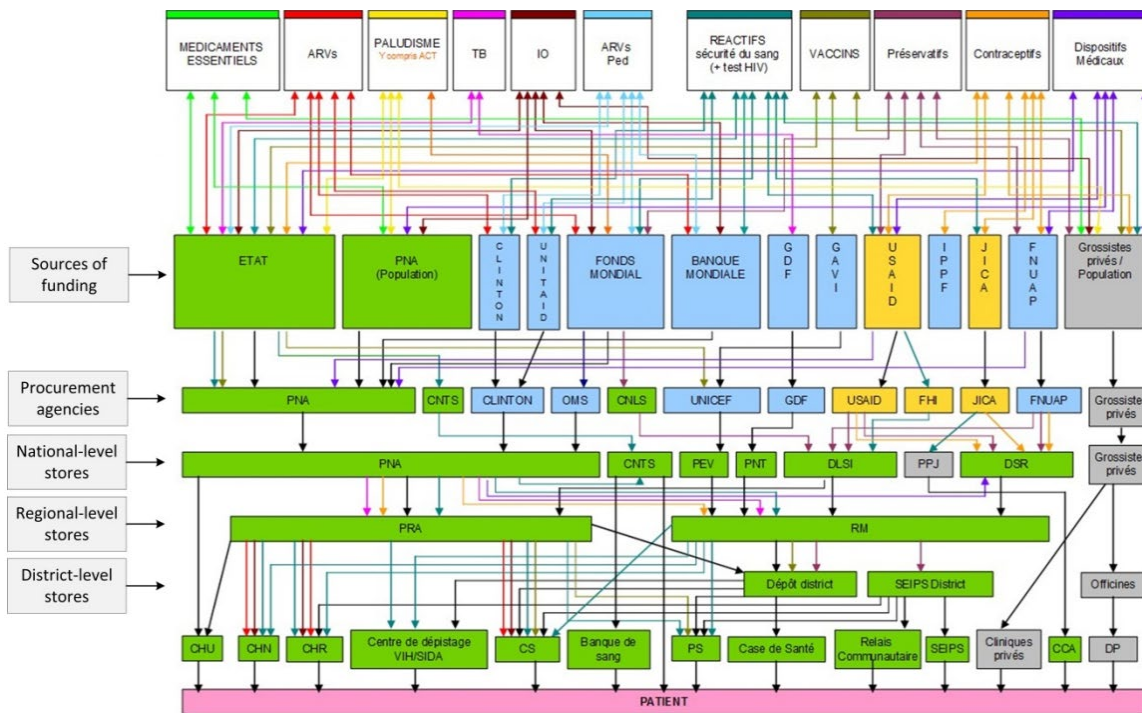 MEDICAMENTS
ESSENTIELS
ARVs
PALUDISME
Y compris ACT
TB
IO
ARVs
Ped
REACTIFS
sécurité du sang
(+ test HIV)
VACCINS
Préservatifs
Contraceptifs
Dispositifs
Médicaux
Sources of
funding
ETAT
PNA
(Population)
CLINTON
UNITAID
FONDS
MONDIAL
BANQUE
MONDIALE
GDF
GAVI
USAID
IPPF
JICA
FNUAP
Grossistes
privés /
Population
Procurement
agencies
PNA
CNTS
CLINTON
OMS
CNLS
UNICEF
GDF
USAID
FHI
JICA
FNUAP
Grossiste
privés
National-level
stores
PNA
CNTS
PEV
PNT
DLSI
PPJ
DSR
Grossiste
privés
Regional-level
stores
PRA
RM
District-level
stores
Dépôt district
SEIPS District
Officines
CHU
CHN
CHR
Centre de dépistage
VIH/SIDA
CS
Banque de
sang
PS
Case de Santé
Relais
Communautaire
SEIPS
Cliniques
privés
CCA
DP
PATIENT